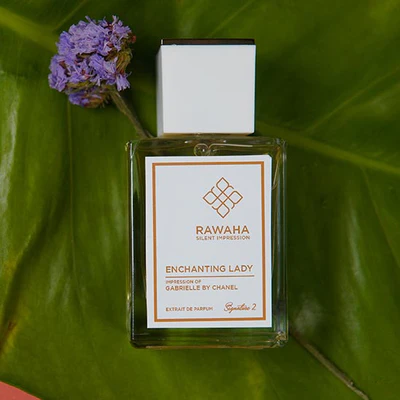 RAWAHA
SILENT IMPRESSION
ENCHANTING LADY
IMPRESSION OF
GABRIELLE BY CHANEL
EXTRAIT DE PARFUM Signature 2